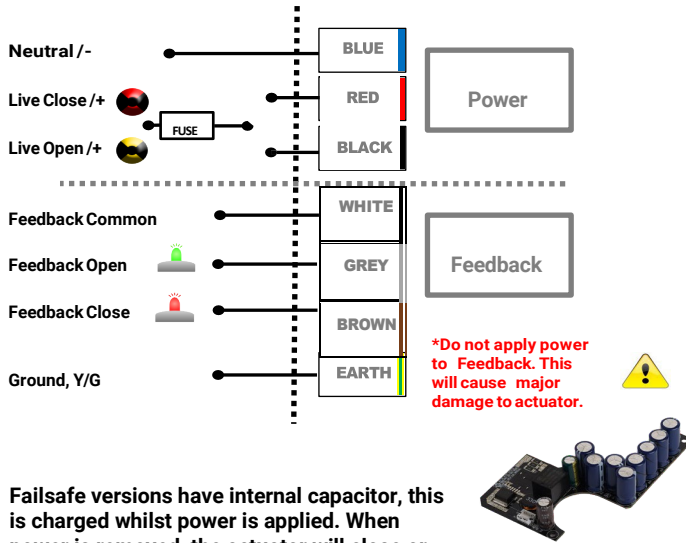 Neutral /- BLUE
Live Close /+ RED Power
FUSE
Live Open /+ BLACK
Feedback Common WHITE
Feedback Open GREY Feedback
Feedback Close BROWN
*Do not apply power
to Feedback. This
will cause major
damage to actuator.
Ground, Y/G EARTH
Failsafe versions have internal capacitor, this
is charged whilst power is applied. When